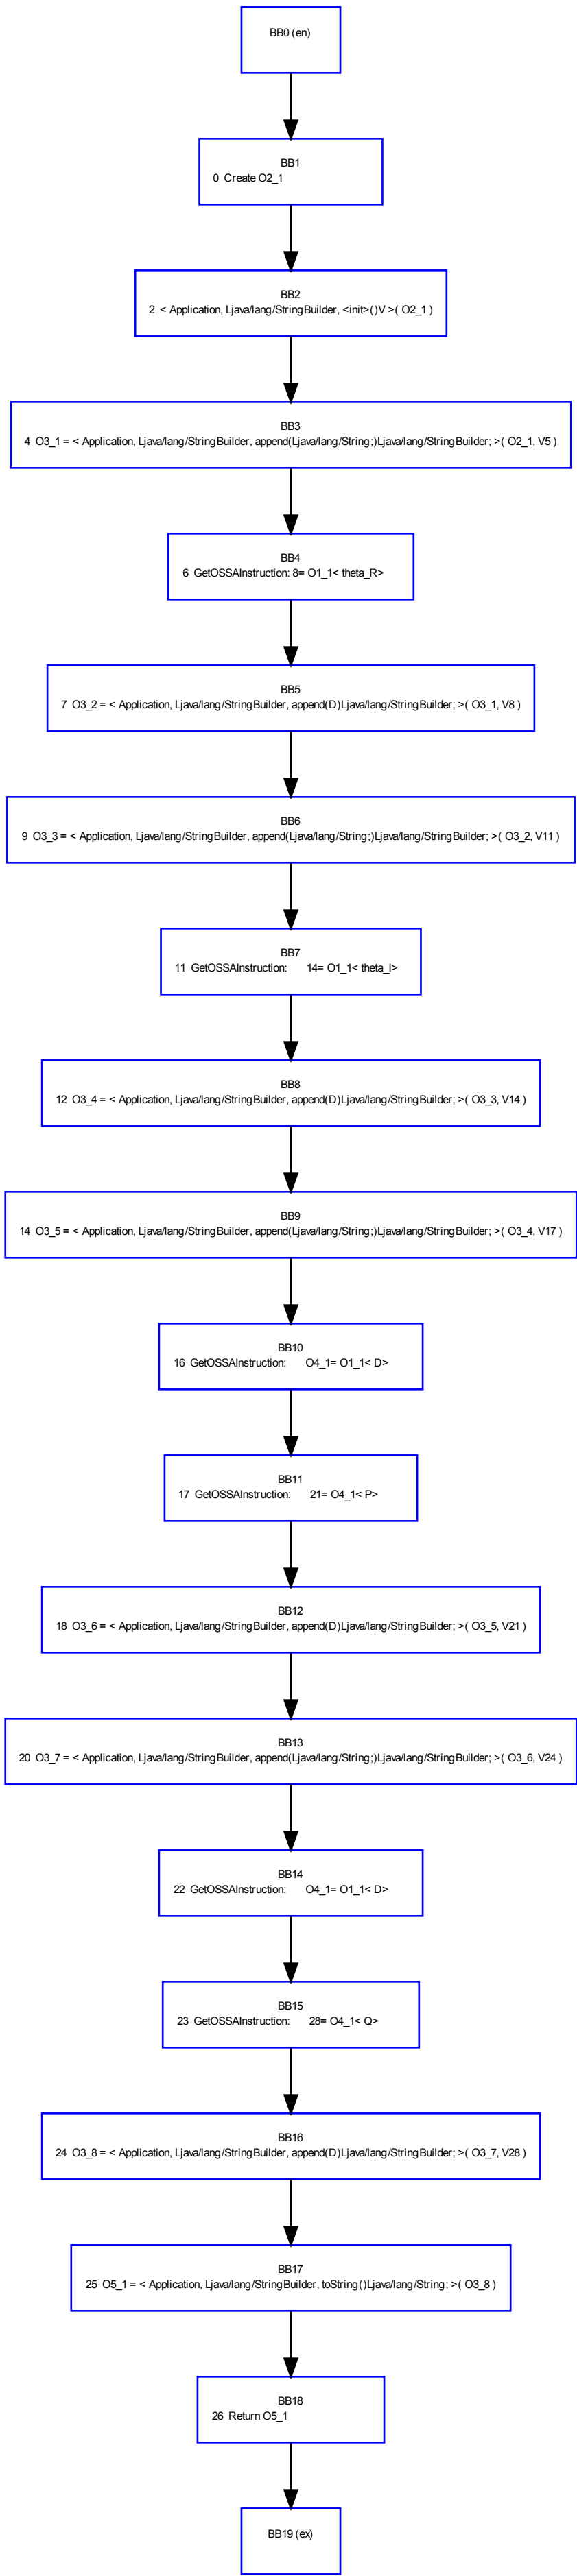 BB0 (en)
BB1
0 Create O2_1
BB2
2 < Application, Ljava/lang/StringBuilder, <init>()V >( O2_1 )
BB3
4 O3_1 = < Application, Ljava/lang/StringBuilder, append(Ljava/lang/String;)Ljava/lang/StringBuilder; >( O2_1, V5 )
BB4
6 GetOSSAInstruction: 8= O1_1< theta_R>
BB5
7 O3_2 = < Application, Ljava/lang/StringBuilder, append(D)Ljava/lang/StringBuilder; >( O3_1, V8 )
BB6
9 O3_3 = < Application, Ljava/lang/StringBuilder, append(Ljava/lang/String;)Ljava/lang/StringBuilder; >( O3_2, V11 )
BB7
11 GetOSSAInstruction: 14= O1_1< theta_I>
BB8
12 O3_4 = < Application, Ljava/lang/StringBuilder, append(D)Ljava/lang/StringBuilder; >( O3_3, V14 )
BB9
14 O3_5 = < Application, Ljava/lang/StringBuilder, append(Ljava/lang/String;)Ljava/lang/StringBuilder; >( O3_4, V17 )
BB10
16 GetOSSAInstruction: O4_1= O1_1< D>
BB11
17 GetOSSAInstruction: 21= O4_1< P>
BB12
18 O3_6 = < Application, Ljava/lang/StringBuilder, append(D)Ljava/lang/StringBuilder; >( O3_5, V21 )
BB13
20 O3_7 = < Application, Ljava/lang/StringBuilder, append(Ljava/lang/String;)Ljava/lang/StringBuilder; >( O3_6, V24 )
BB14
22 GetOSSAInstruction: O4_1= O1_1< D>
BB15
23 GetOSSAInstruction: 28= O4_1< Q>
BB16
24 O3_8 = < Application, Ljava/lang/StringBuilder, append(D)Ljava/lang/StringBuilder; >( O3_7, V28 )
BB17
25 O5_1 = < Application, Ljava/lang/StringBuilder, toString()Ljava/lang/String; >( O3_8 )
BB18
26 Return O5_1
BB19 (ex)